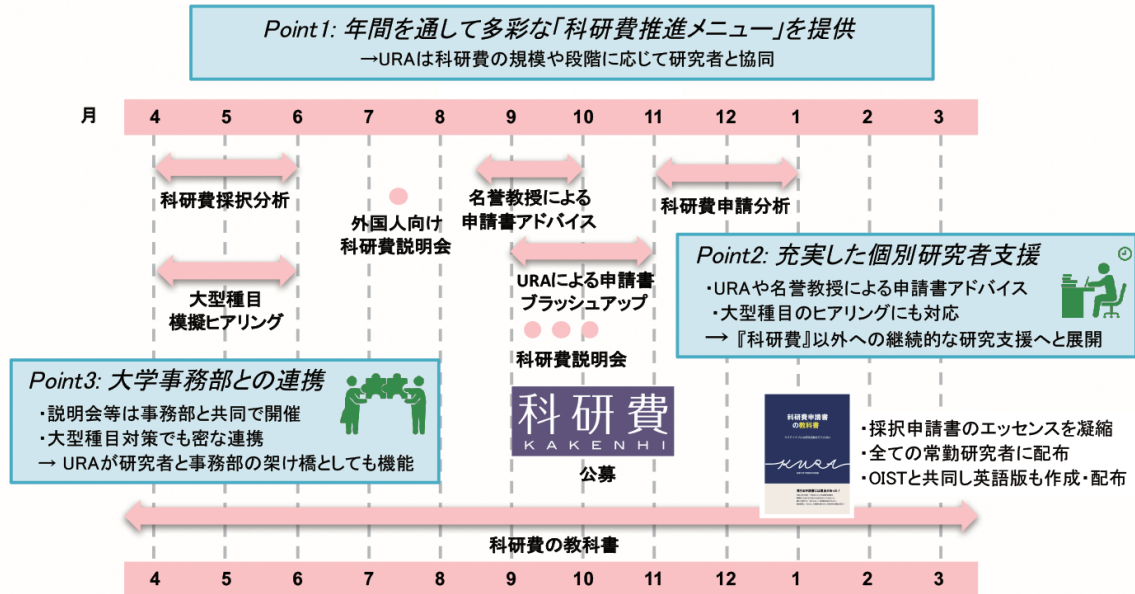 Point1: 年間を通して多彩な「科研費推進メニュー」を提供
→URAは科研費の規模や段階に応じて研究者と協同
月 4 5 6 7 8 9 10 11 12 1 2 3
科研費採択分析
外国人向け
科研費説明会
名誉教授による
申請書アドバイス
科研費申請分析
大型種目
模擬ヒアリング
URAによる申請書
ブラッシュアップ
科研費説明会
Point2: 充実した個別研究者支援
・URAや名誉教授による申請書アドバイス
・大型種目のヒアリングにも対応
→ 『科研費』以外への継続的な研究支援へと展開
Point3: 大学事務部との連携
・説明会等は事務部と共同で開催
・大型種目対策でも密な連携
→ URAが研究者と事務部の架け橋としても機能
科研費
KAKENHI
公募
科研費申請書
の教科書
KURA
・採択申請書のエッセンスを凝縮
・全ての常勤研究者に配布
・OISTと共同し英語版も作成・配布
科研費の教科書
4 5 6 7 8 9 10 11 12 1 2 3